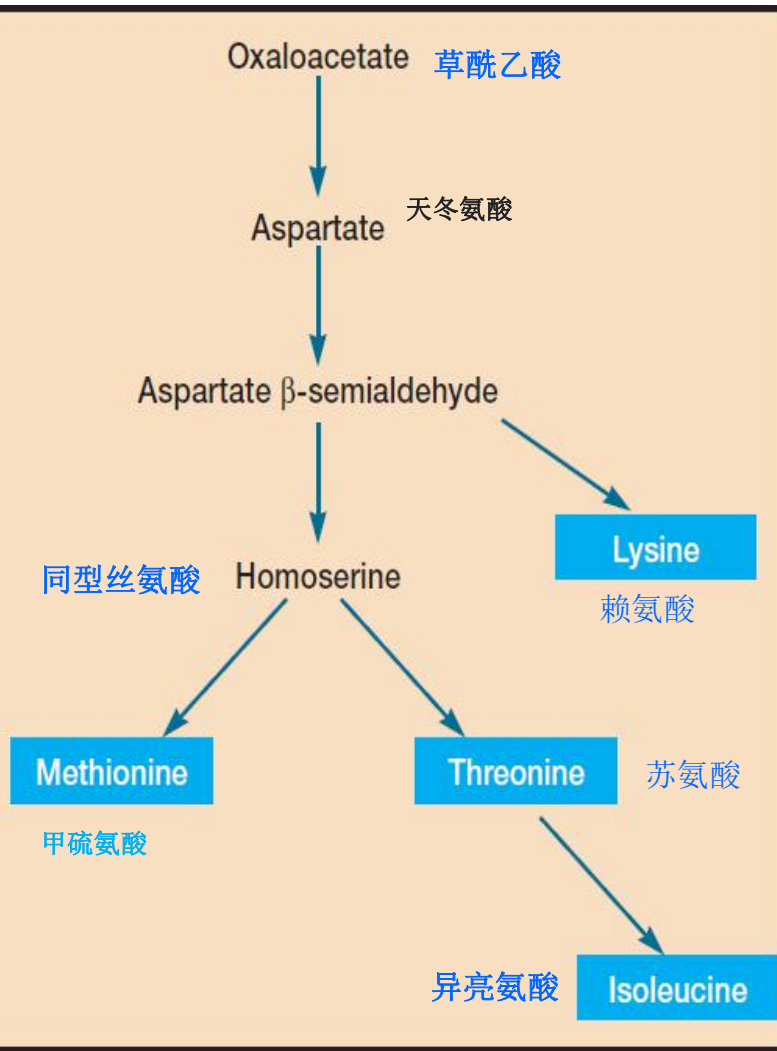 Oxaloacetate 草酰乙酸
Aspartate 天冬氨酸
Aspartate β-semialdehyde
Lysine
赖氨酸
同型丝氨酸 Homoserine
Methionine
甲硫氨酸
Threonine 苏氨酸
异亮氨酸 Isoleucine